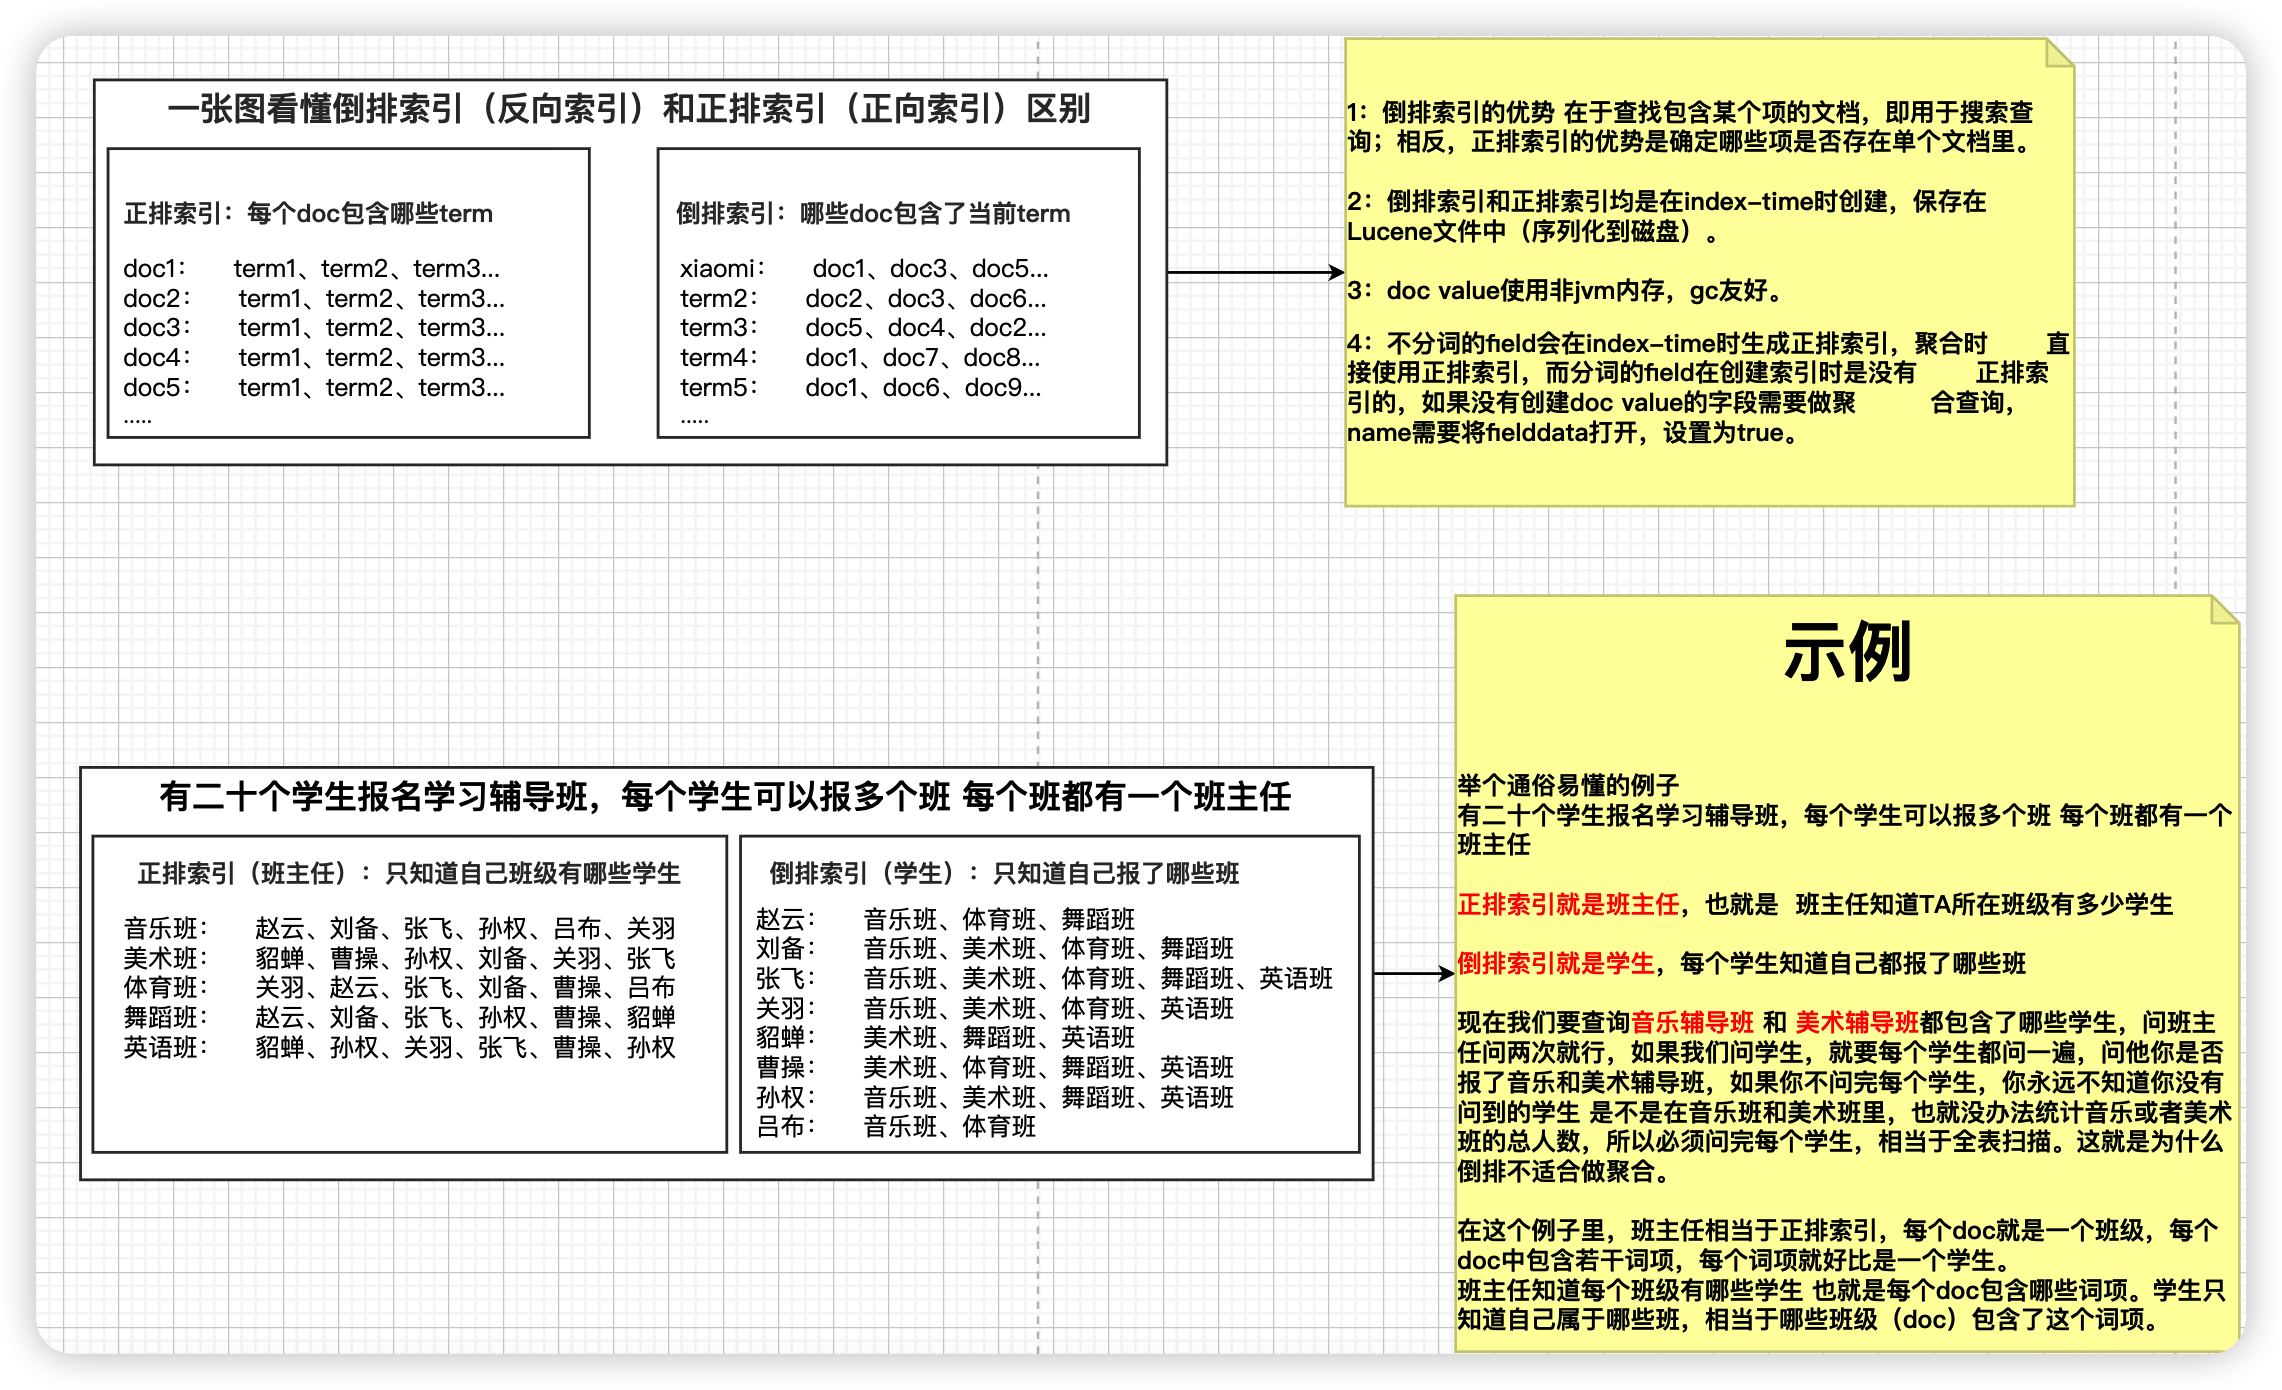 一张图看懂倒排索引（反向索引）和正排索引（正向索引）区别
正排索引：每个doc包含哪些term
doc1： term1、term2、term3...
doc2： term1、term2、term3...
doc3： term1、term2、term3...
doc4： term1、term2、term3...
doc5： term1、term2、term3...
.....
倒排索引：哪些doc包含了当前term
xiaomi： doc1、doc3、doc5...
term2： doc2、doc3、doc6...
term3： doc5、doc4、doc2...
term4： doc1、doc7、doc8...
term5： doc1、doc6、doc9...
.....
1：倒排索引的优势 在于查找包含某个项的文档，即用于搜索查
询；相反，正排索引的优势是确定哪些项是否存在单个文档里。
2：倒排索引和正排索引均是在index-time时创建，保存在
Lucene文件中（序列化到磁盘）。
3：doc value使用非jvm内存，gc友好。
4：不分词的field会在index-time时生成正排索引，聚合时 直
接使用正排索引，而分词的field在创建索引时是没有 正排索
引的，如果没有创建doc value的字段需要做聚 合查询，
name需要将fielddata打开，设置为true。
有二十个学生报名学习辅导班，每个学生可以报多个班 每个班都有一个班主任
正排索引（班主任）：只知道自己班级有哪些学生
音乐班： 赵云、刘备、张飞、孙权、吕布、关羽
美术班： 貂蝉、曹操、孙权、刘备、关羽、张飞
体育班： 关羽、赵云、张飞、刘备、曹操、吕布
舞蹈班： 赵云、刘备、张飞、孙权、曹操、貂蝉
英语班： 貂蝉、孙权、关羽、张飞、曹操、孙权
倒排索引（学生）：只知道自己报了哪些班
赵云： 音乐班、体育班、舞蹈班
刘备： 音乐班、美术班、体育班、舞蹈班
张飞： 音乐班、美术班、体育班、舞蹈班、英语班
关羽： 音乐班、美术班、体育班、英语班
貂蝉： 美术班、舞蹈班、英语班
曹操： 美术班、体育班、舞蹈班、英语班
孙权： 音乐班、美术班、舞蹈班、英语班
吕布： 音乐班、体育班
示例
举个通俗易懂的例子
有二十个学生报名学习辅导班，每个学生可以报多个班 每个班都有一个
班主任
正排索引就是班主任，也就是 班主任知道TA所在班级有多少学生
倒排索引就是学生，每个学生知道自己都报了哪些班
现在我们要查询音乐辅导班 和 美术辅导班都包含了哪些学生，问班主
任问两次就行，如果我们问学生，就要每个学生都问一遍，问他你是否
报了音乐和美术辅导班，如果你不问完每个学生，你永远不知道你没有
问到的学生 是不是在音乐班和美术班里，也就没办法统计音乐或者美术
班的总人数，所以必须问完每个学生，相当于全表扫描。这就是为什么
倒排不适合做聚合。
在这个例子里，班主任相当于正排索引，每个doc就是一个班级，每个
doc中包含若干词项，每个词项就好比是一个学生。
班主任知道每个班级有哪些学生 也就是每个doc包含哪些词项。学生只
知道自己属于哪些班，相当于哪些班级（doc）包含了这个词项。